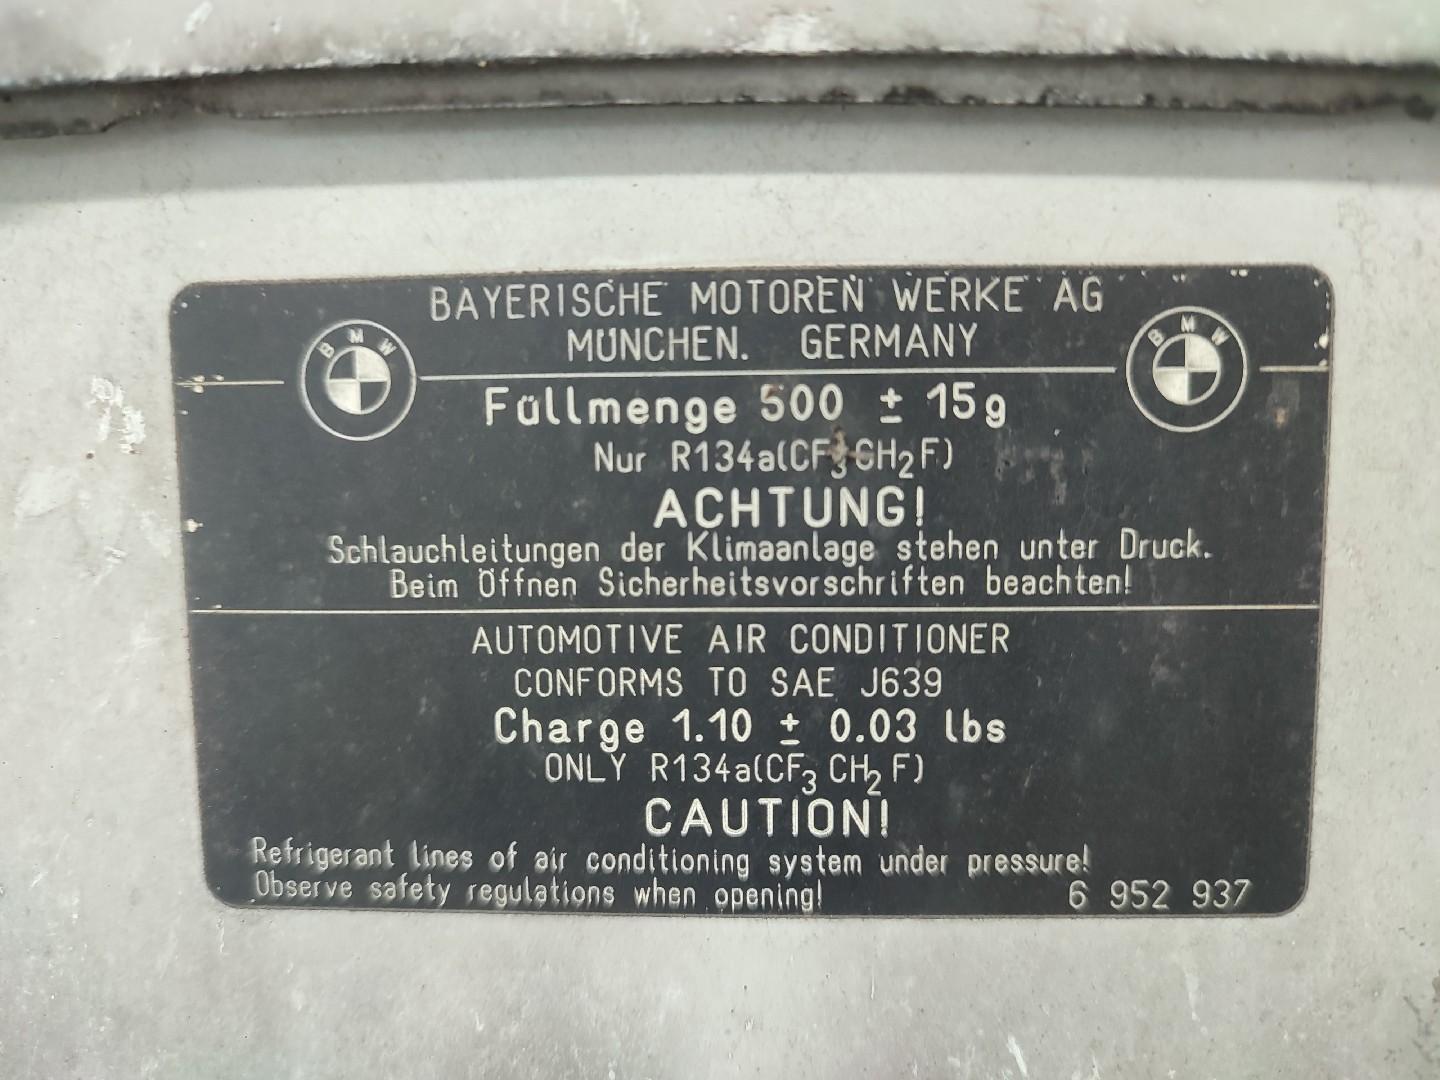 BAYERISCHE MOTOREN WERKE AG
MÜNCHEN. GERMANY
BMW
BMW
Füllmenge 500 ± 15g
Nur R134a(CF₃CH₂F)
ACHTUNG!
Schlauchleitungen der Klimaanlage stehen unter Druck.
Beim Öffnen Sicherheitsvorschriften beachten!
AUTOMOTIVE AIR CONDITIONER
CONFORMS TO SAE J639
Charge 1.10 ± 0.03 lbs
ONLY R134a(CF₃CH₂F)
CAUTION!
Refrigerant lines of air conditioning system under pressure!
Observe safety regulations when opening!
6 952 937